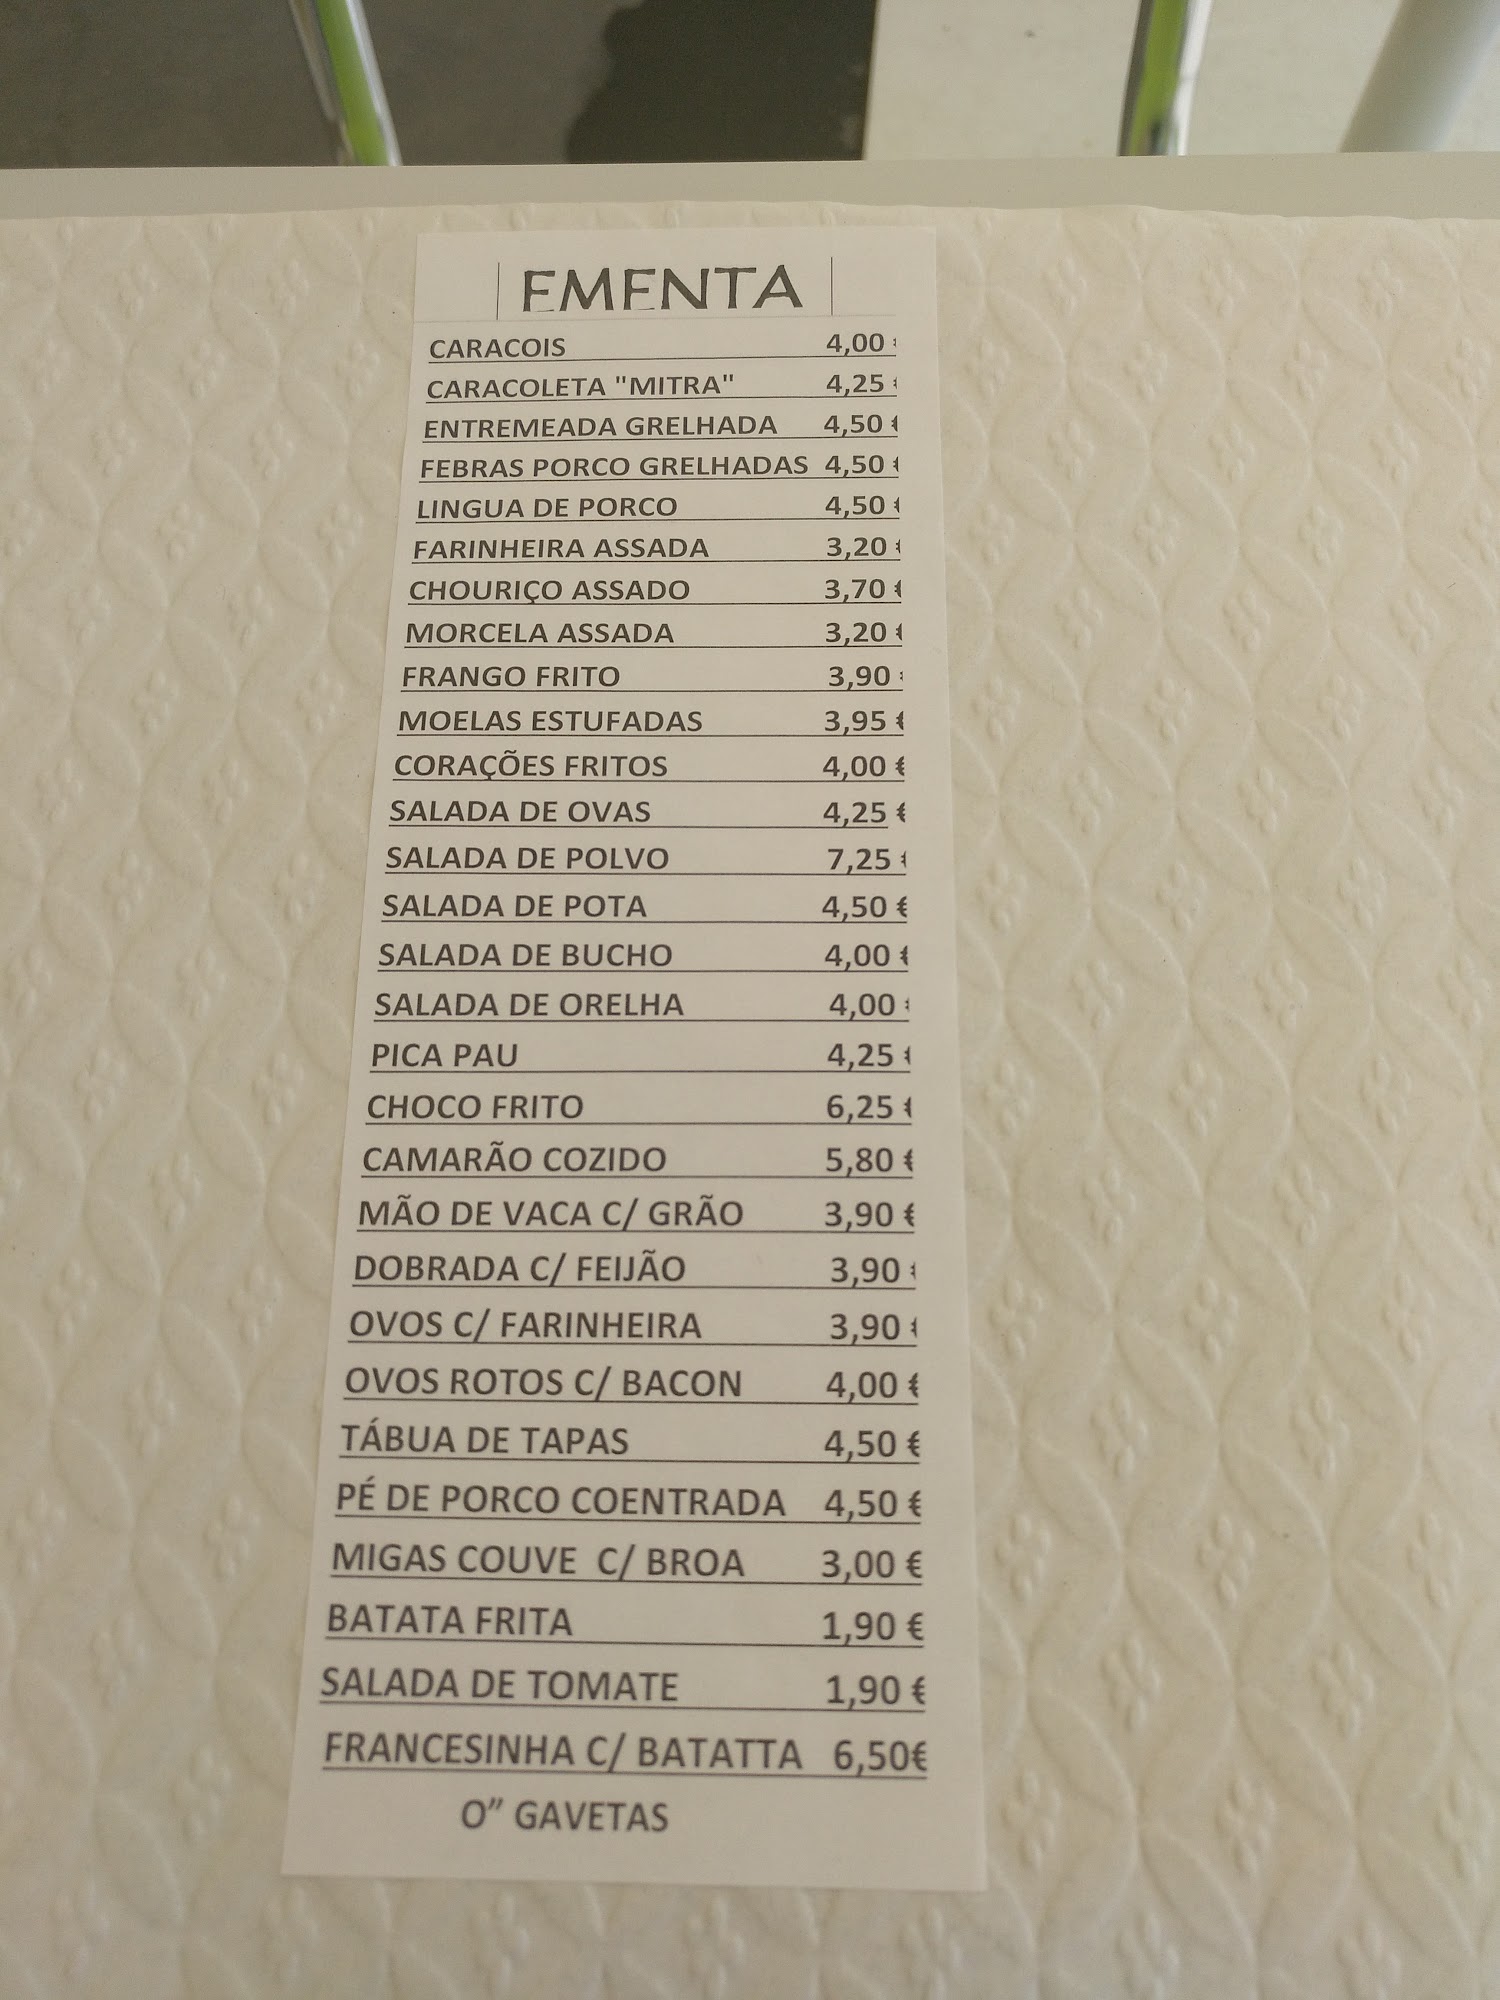 EMENTA
CARACOIS 4,00 €
CARACOLETA "MITRA" 4,25 €
ENTREMEADA GRELHADA 4,50 €
FEBRAS PORCO GRELHADAS 4,50 €
LINGUA DE PORCO 4,50 €
FARINHEIRA ASSADA 3,20 €
CHOURIÇO ASSADO 3,70 €
MORCELA ASSADA 3,20 €
FRANGO FRITO 3,90 €
MOELAS ESTUFADAS 3,95 €
CORAÇÕES FRITOS 4,00 €
SALADA DE OVAS 4,25 €
SALADA DE POLVO 7,25 €
SALADA DE POTA 4,50 €
SALADA DE BUCHO 4,00 €
SALADA DE ORELHA 4,00 €
PICA PAU 4,25 €
CHOCO FRITO 6,25 €
CAMARÃO COZIDO 5,80 €
MÃO DE VACA C/ GRÃO 3,90 €
DOBRADA C/ FEIJÃO 3,90 €
OVOS C/ FARINHEIRA 3,90 €
OVOS ROTOS C/ BACON 4,00 €
TÁBUA DE TAPAS 4,50 €
PÉ DE PORCO COENTRADA 4,50 €
MIGAS COUVE C/ BROA 3,00 €
BATATA FRITA 1,90 €
SALADA DE TOMATE 1,90 €
FRANCESINHA C/ BATATTA 6,50€
O” GAVETAS